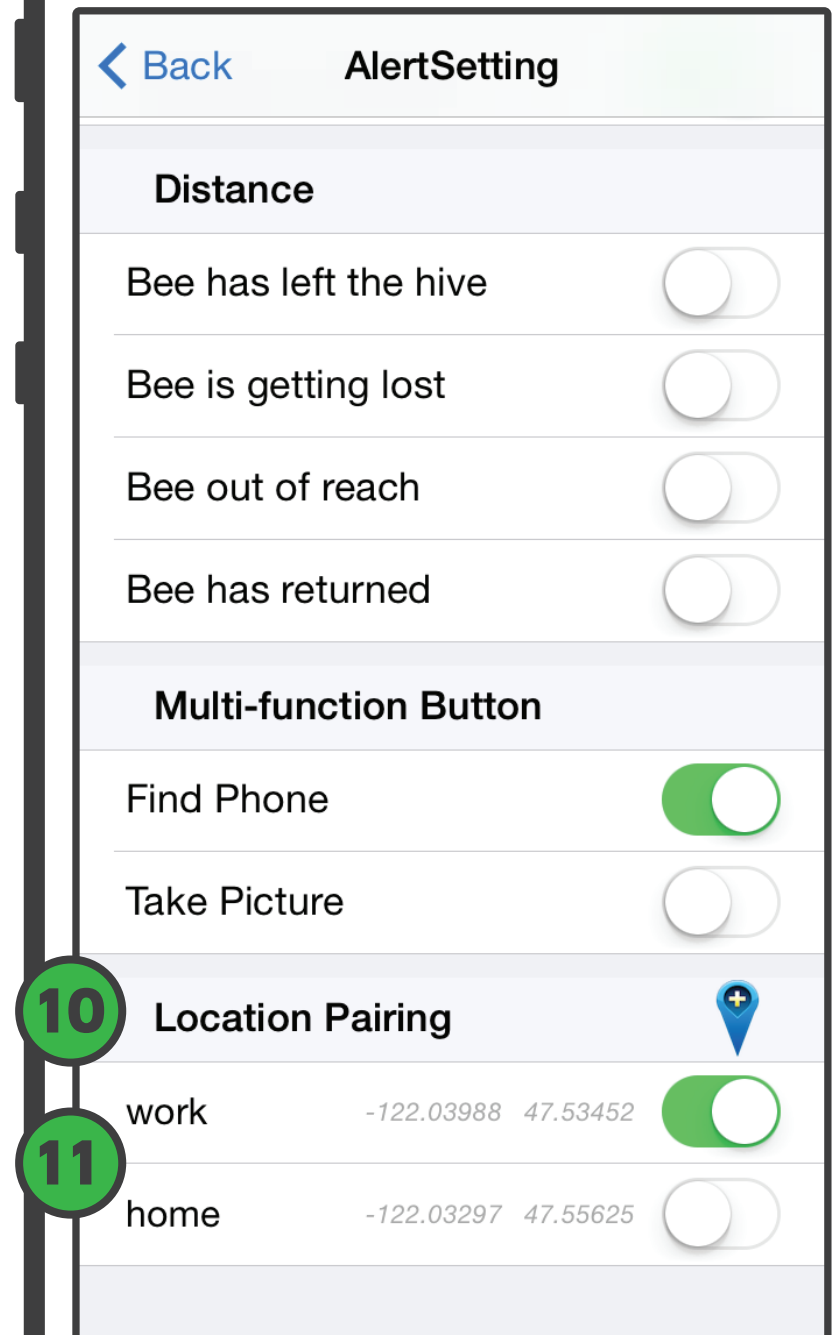 Back AlertSetting
Distance
Bee has left the hive
Bee is getting lost
Bee out of reach
Bee has returned
Multi-function Button
Find Phone
Take Picture
10 Location Pairing
work -122.03988 47.53452
11
home -122.03297 47.55625